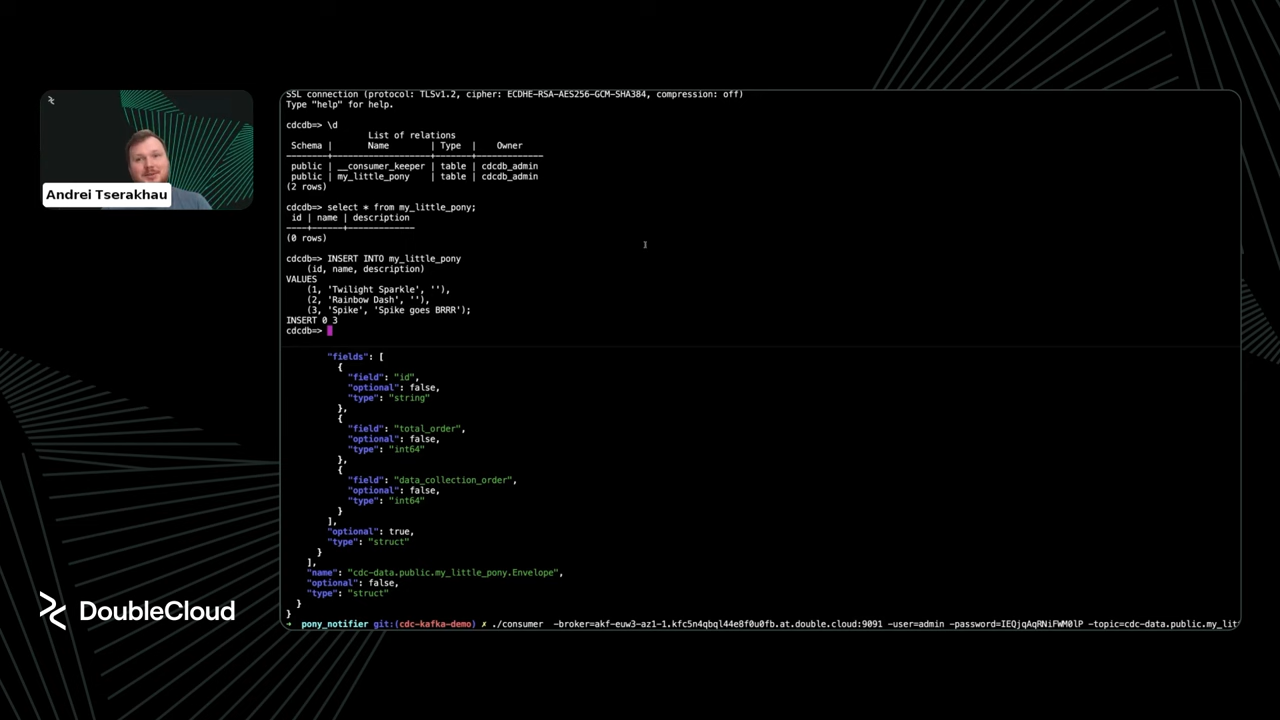 Andrei Tserakhau
DoubleCloud
SSL connection (protocol: TLSv1.2, cipher: ECDHE-RSA-AES256-GCM-SHA384, compression: off)
Type "help" for help.
cdcdb=> \d
List of relations
Schema | Name | Type | Owner
--------+-------------------+-------+-------------
public | __consumer_keeper | table | cdcdb_admin
public | my_little_pony | table | cdcdb_admin
(2 rows)
cdcdb=> select * from my_little_pony;
id | name | description
----+------+-------------
(0 rows)
cdcdb=> INSERT INTO my_little_pony
(id, name, description)
VALUES
(1, 'Twilight Sparkle', ''),
(2, 'Rainbow Dash', ''),
(3, 'Spike', 'Spike goes BRRR');
INSERT 0 3
cdcdb=>
"fields": [
{
"field": "id",
"optional": false,
"type": "string"
},
{
"field": "total_order",
"optional": false,
"type": "int64"
},
{
"field": "data_collection_order",
"optional": false,
"type": "int64"
}
],
"optional": true,
"type": "struct"
}
],
"name": "cdc-data.public.my_little_pony.Envelope",
"optional": false,
"type": "struct"
}
}
➜ pony_notifier git:(cdc-kafka-demo) ✗ ./consumer -broker=akf-euw3-az1-1.kfc5n4qbql44e8f0u0fb.at.double.cloud:9091 -user=admin -password=IEQjqAqRNiFWM0lP -topic=cdc-data.public.my_lit